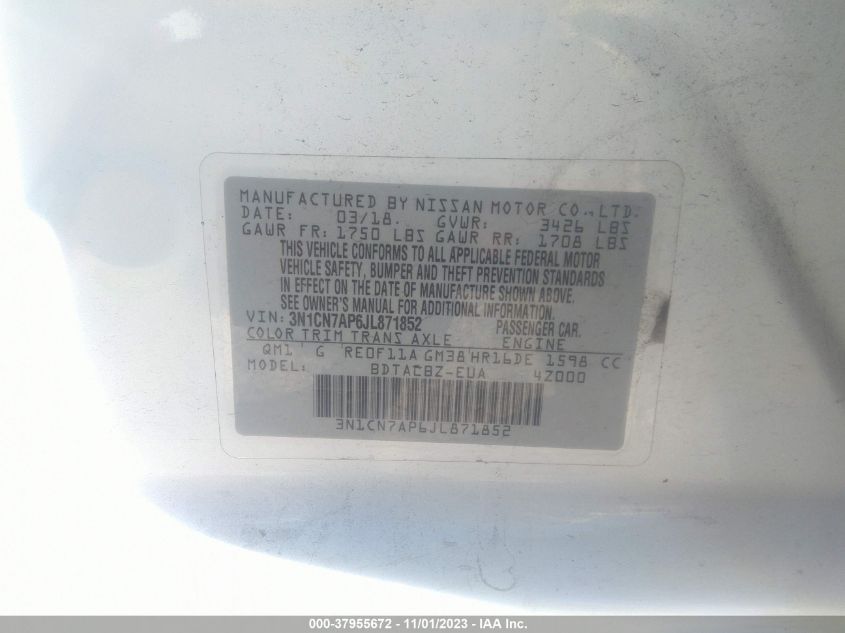 MANUFACTURED BY NISSAN MOTOR CO.,LTD.
DATE: 03/18. GVWR: 3426 LBS
GAWR FR: 1750 LBS GAWR RR: 1708 LBS
THIS VEHICLE CONFORMS TO ALL APPLICABLE FEDERAL MOTOR
VEHICLE SAFETY, BUMPER AND THEFT PREVENTION STANDARDS
IN EFFECT ON THE DATE OF MANUFACTURE SHOWN ABOVE.
SEE OWNER'S MANUAL FOR ADDITIONAL INFORMATION.
VIN: 3N1CN7AP6JL871852 PASSENGER CAR.
COLOR TRIM TRANS AXLE ENGINE
QM1 G RE0F11A GM38 HR16DE 1598 CC
MODEL: BDTALBZ-EUA 42000
3N1CN7AP6JL871852
000-37955672 - 11/01/2023 - IAA Inc.